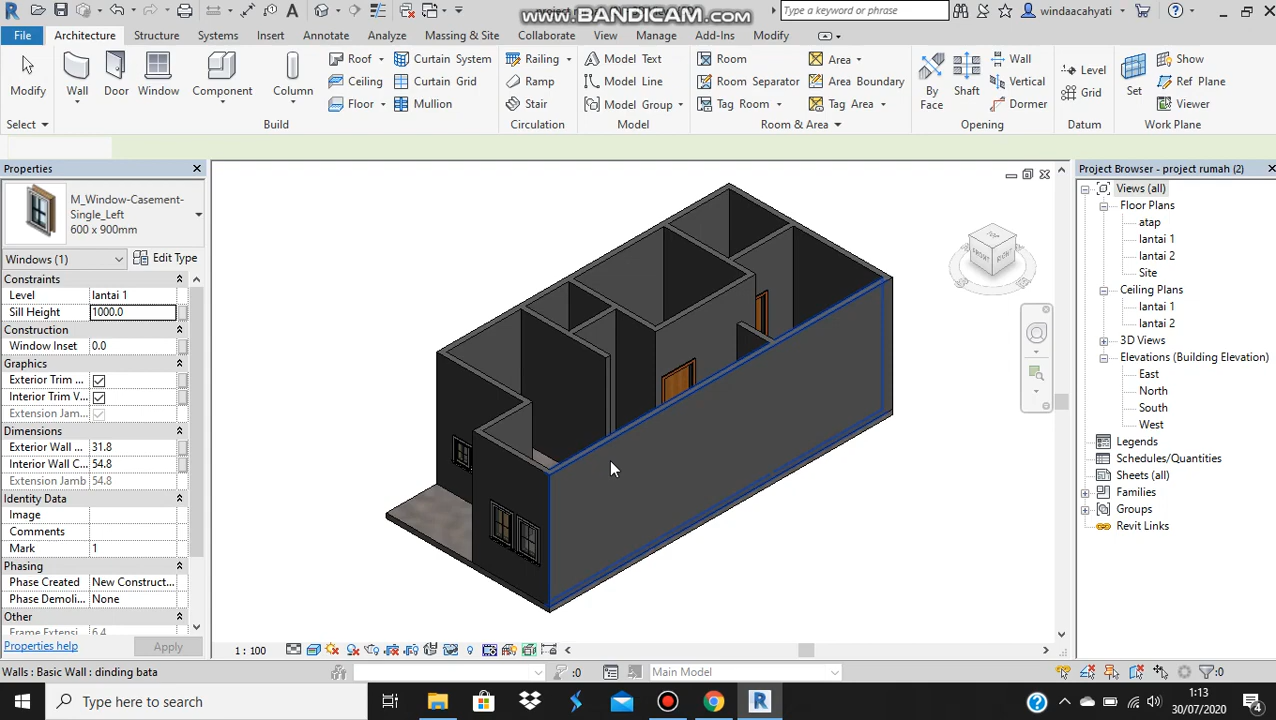 project
www.BANDICAM.com
Type a keyword or phrase
windaacahyati
File
Architecture
Structure
Systems
Insert
Annotate
Analyze
Massing & Site
Collaborate
View
Manage
Add-Ins
Modify
Modify
Wall
Door
Window
Component
Column
Roof
Ceiling
Floor
Curtain System
Curtain Grid
Mullion
Railing
Ramp
Stair
Model Text
Model Line
Model Group
Room
Room Separator
Tag Room
Area
Area Boundary
Tag Area
By Face
Shaft
Wall
Vertical
Dormer
Level
Grid
Set
Show
Ref Plane
Viewer
Select
Build
Circulation
Model
Room & Area
Opening
Datum
Work Plane
Properties
M_Window-Casement-
Single_Left
600 x 900mm
Windows (1)
Edit Type
Constraints
Level lantai 1
Sill Height 1000.0
Construction
Window Inset 0.0
Graphics
Exterior Trim ...
Interior Trim V...
Extension Jam...
Dimensions
Exterior Wall ... 31.8
Interior Wall C... 54.8
Extension Jamb... 54.8
Identity Data
Image
Comments
Mark 1
Phasing
Phase Created New Construct...
Phase Demoli... None
Other
Frame Extensi... 6.4
Properties help
Apply
TOP
FRONT
RIGHT
1 : 100
Project Browser - project rumah (2)
Views (all)
Floor Plans
atap
lantai 1
lantai 2
Site
Ceiling Plans
lantai 1
lantai 2
3D Views
Elevations (Building Elevation)
East
North
South
West
Legends
Schedules/Quantities
Sheets (all)
Families
Groups
Revit Links
Walls : Basic Wall : dinding bata
:0
Main Model
:0
Type here to search
1:13
30/07/2020
4